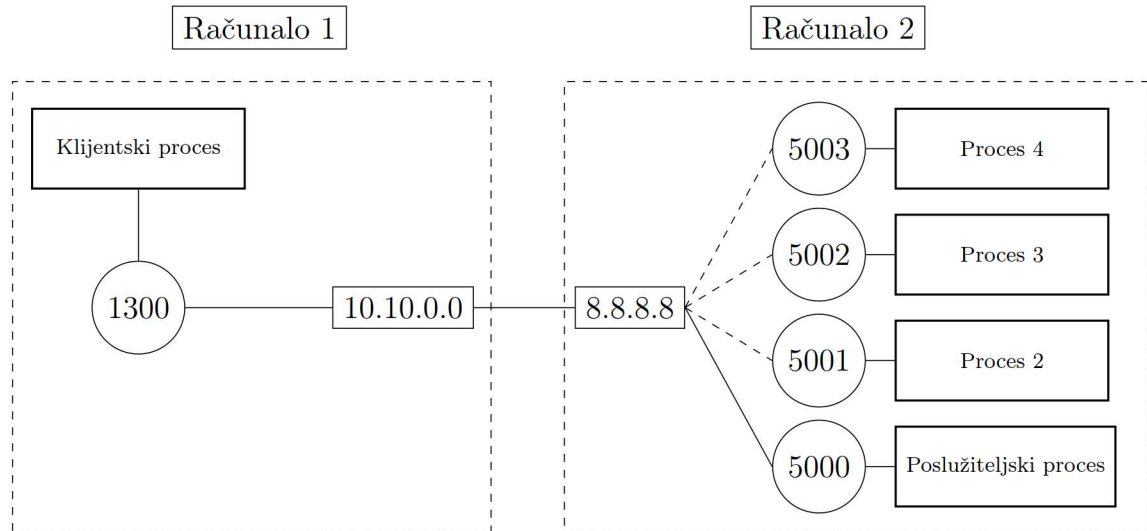 Računalo 1
Računalo 2
Klijentski proces
1300
10.10.0.0
8.8.8.8
5003
Proces 4
5002
Proces 3
5001
Proces 2
5000
Poslužiteljski proces